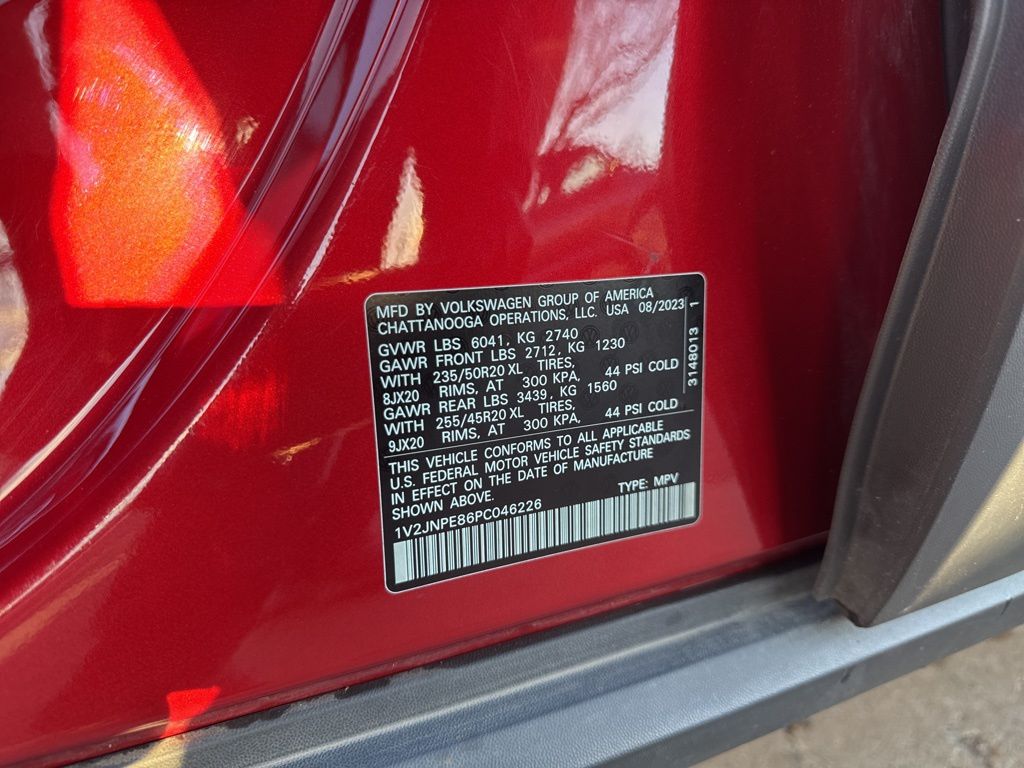 MFD BY VOLKSWAGEN GROUP OF AMERICA
CHATTANOOGA OPERATIONS, LLC. USA 08/2023
GVWR LBS 6041, KG 2740
GAWR FRONT LBS 2712, KG 1230
WITH 235/50R20 XL TIRES,
8JX20 RIMS, AT 300 KPA, 44 PSI COLD
GAWR REAR LBS 3439, KG 1560
WITH 255/45R20 XL TIRES,
9JX20 RIMS, AT 300 KPA, 44 PSI COLD
THIS VEHICLE CONFORMS TO ALL APPLICABLE
U.S. FEDERAL MOTOR VEHICLE SAFETY STANDARDS
IN EFFECT ON THE DATE OF MANUFACTURE
SHOWN ABOVE.
TYPE: MPV
1V2JNPE86PC046226
3148013 1